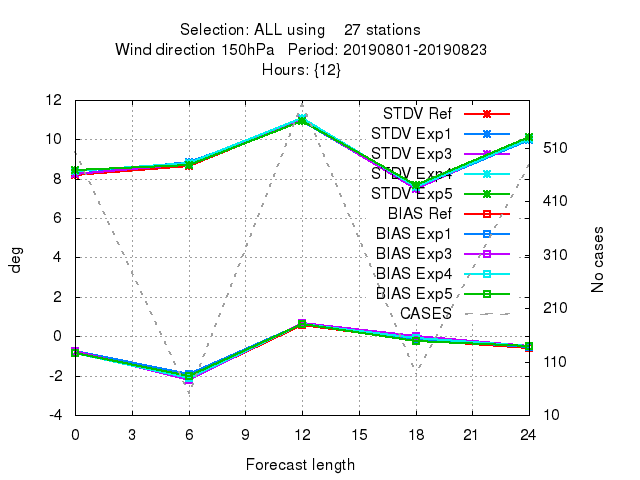 Selection: ALL using 27 stations
Wind direction 150hPa Period: 20190801-20190823
Hours: {12}
STDV Ref
STDV Exp1
STDV Exp3
STDV Exp4
STDV Exp5
BIAS Ref
BIAS Exp1
BIAS Exp3
BIAS Exp4
BIAS Exp5
CASES
12
10
8
6
4
2
0
-2
-4
deg
510
410
310
210
110
10
No cases
0 3 6 9 12 15 18 21 24
Forecast length